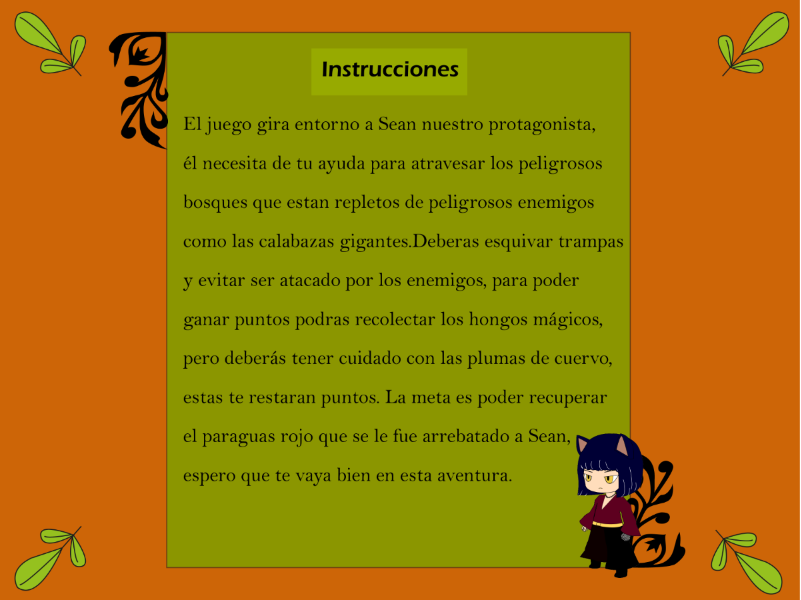 Instrucciones
El juego gira entorno a Sean nuestro protagonista,
él necesita de tu ayuda para atravesar los peligrosos
bosques que estan repletos de peligrosos enemigos
como las calabazas gigantes.Deberas esquivar trampas
y evitar ser atacado por los enemigos, para poder
ganar puntos podras recolectar los hongos mágicos,
pero deberás tener cuidado con las plumas de cuervo,
estas te restaran puntos. La meta es poder recuperar
el paraguas rojo que se le fue arrebatado a Sean,
espero que te vaya bien en esta aventura.